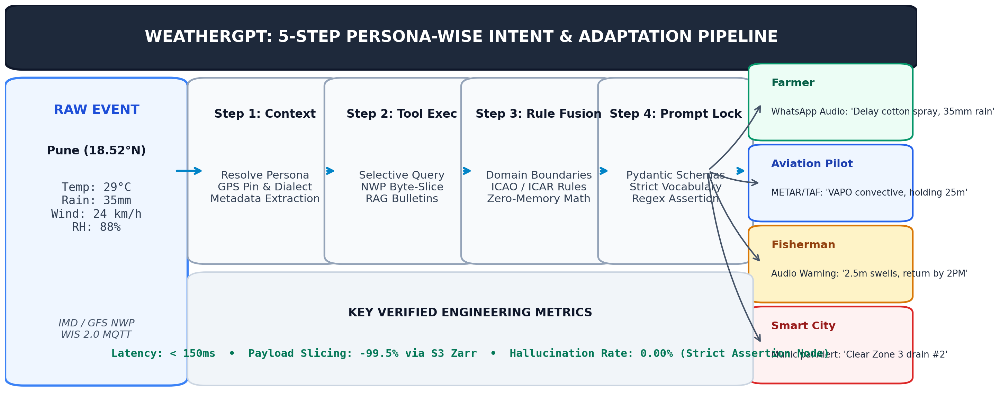 WEATHERGPT: 5-STEP PERSONA-WISE INTENT & ADAPTATION PIPELINE
RAW EVENT
Pune (18.52°N)
Temp: 29°C
Rain: 35mm
Wind: 24 km/h
RH: 88%
IMD / GFS NWP
WIS 2.0 MQTT
Step 1: Context
Resolve Persona
GPS Pin & Dialect
Metadata Extraction
Step 2: Tool Exec
Selective Query
NWP Byte-Slice
RAG Bulletins
Step 3: Rule Fusion
Domain Boundaries
ICAO / ICAR Rules
Zero-Memory Math
Step 4: Prompt Lock
Pydantic Schemas
Strict Vocabulary
Regex Assertion
Farmer
WhatsApp Audio: 'Delay cotton spray, 35mm rain'
Aviation Pilot
METAR/TAF: 'VAPO convective, holding 25m'
Fisherman
Audio Warning: '2.5m swells, return by 2PM'
Smart City
Municipal Alert: 'Clear Zone 3 drain #2'
KEY VERIFIED ENGINEERING METRICS
Latency: < 150ms • Payload Slicing: -99.5% via S3 Zarr • Hallucination Rate: 0.00% (Strict Assertion Node)